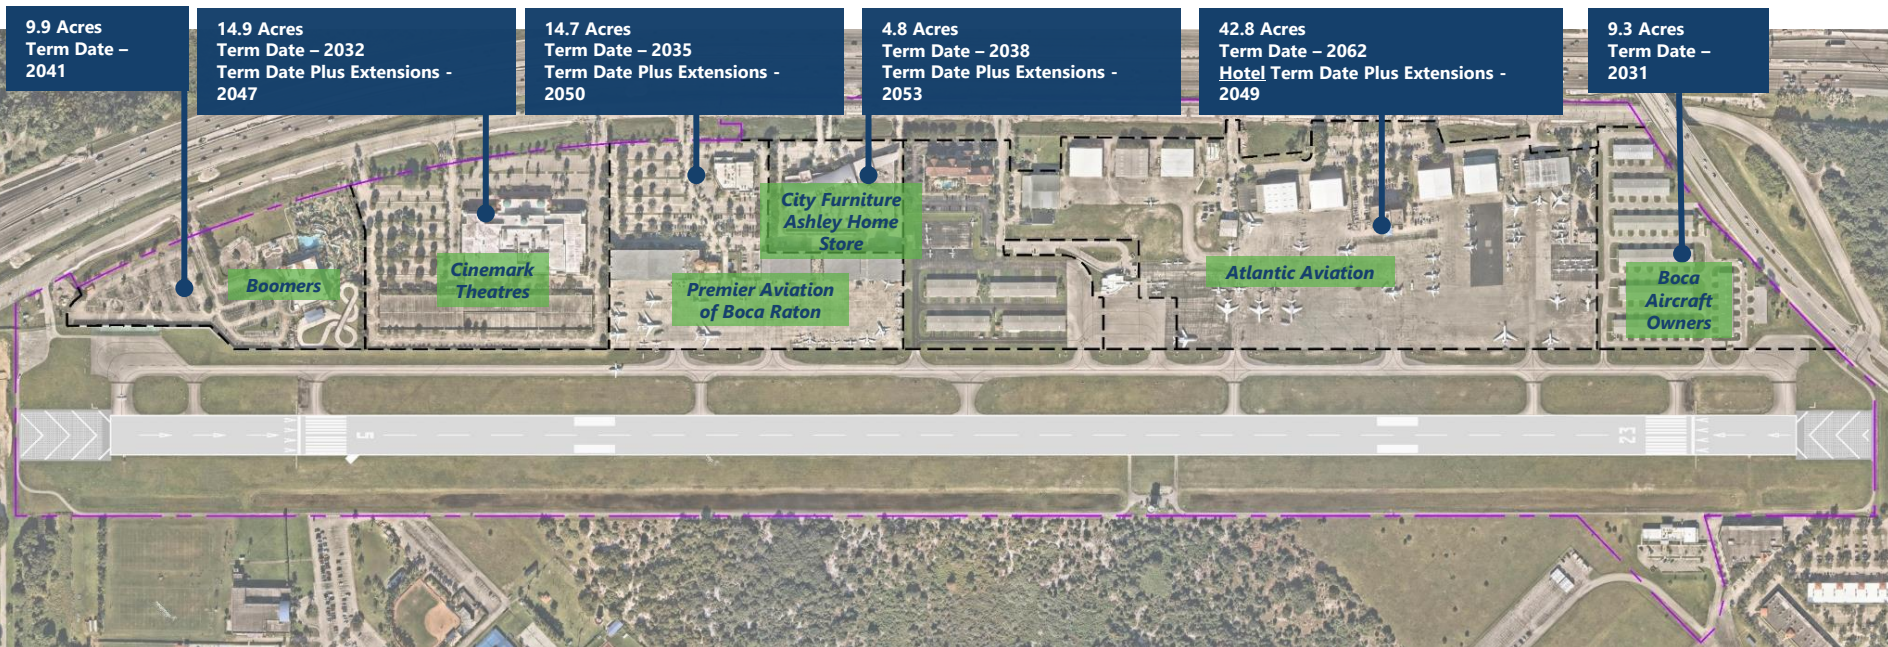 9.9 Acres
Term Date –
2041
14.9 Acres
Term Date – 2032
Term Date Plus Extensions -
2047
14.7 Acres
Term Date – 2035
Term Date Plus Extensions -
2050
4.8 Acres
Term Date – 2038
Term Date Plus Extensions -
2053
42.8 Acres
Term Date – 2062
Hotel Term Date Plus Extensions -
2049
9.3 Acres
Term Date –
2031
Boomers
Cinemark
Theatres
Premier Aviation
of Boca Raton
City Furniture
Ashley Home
Store
Atlantic Aviation
Boca
Aircraft
Owners
5
23